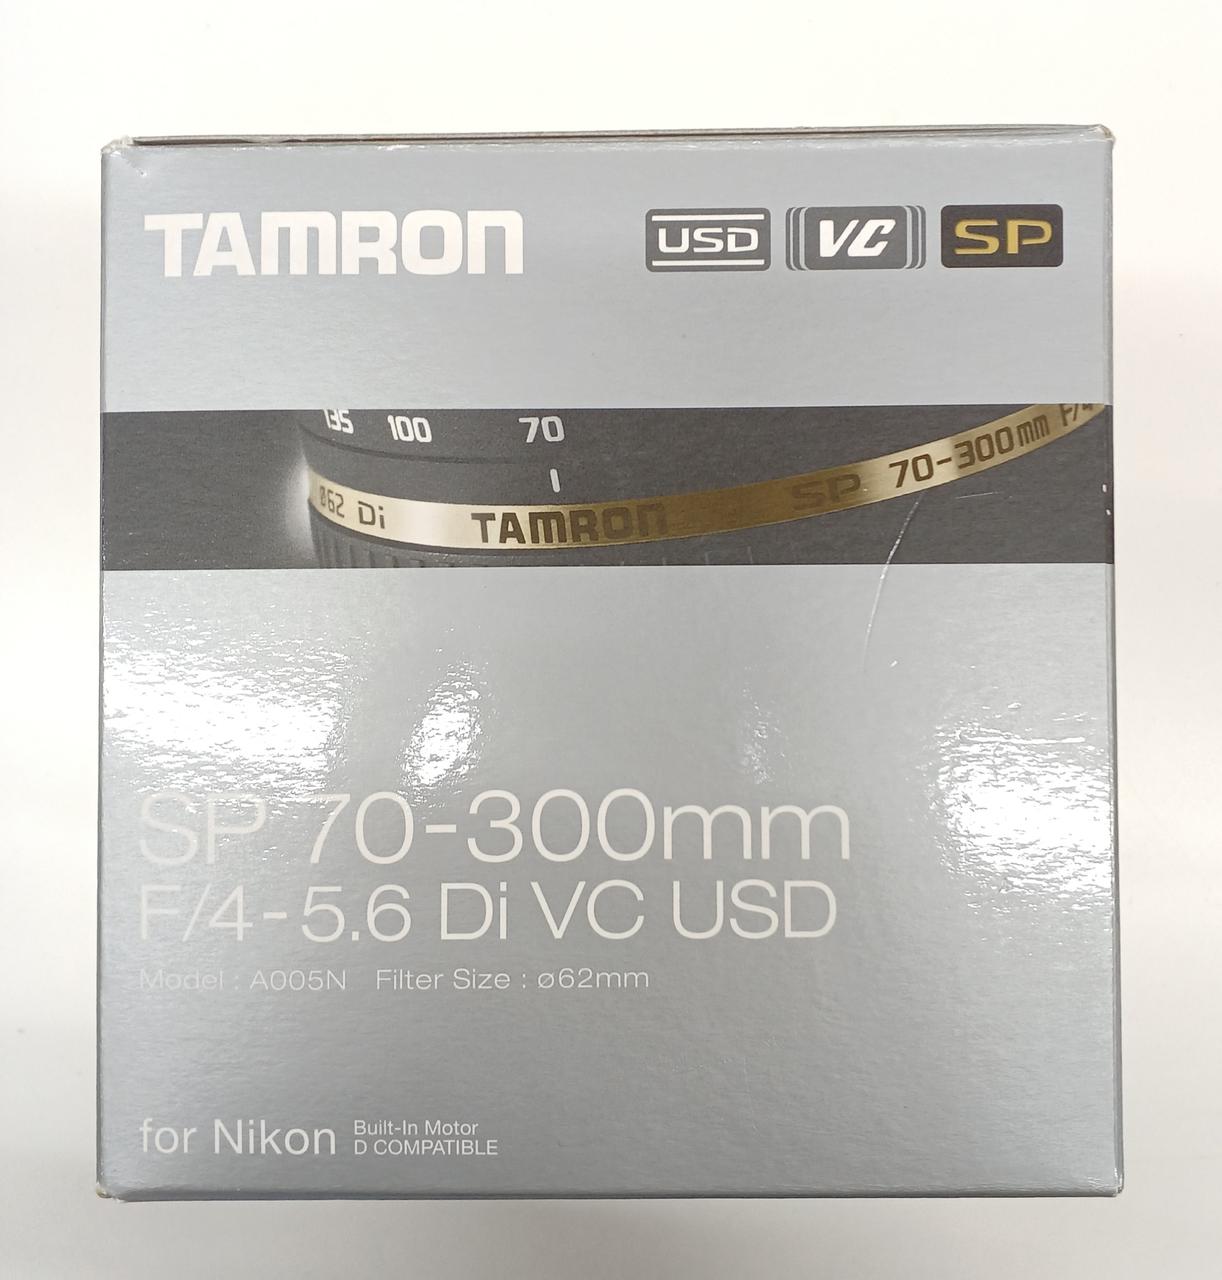 TAMRON
USD VC SP
135 100 70
ø62 Di TAMRON SP 70-300mm F/4
SP 70-300mm
F/4-5.6 Di VC USD
Model : A005N Filter Size : ø62mm
for Nikon Built-In Motor
D COMPATIBLE